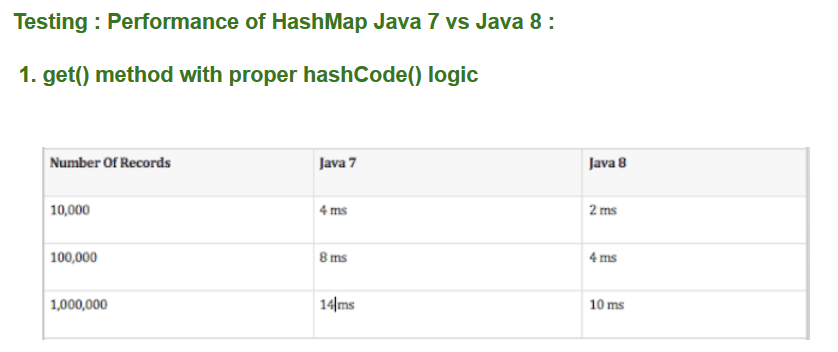 Testing : Performance of HashMap Java 7 vs Java 8 :
1. get() method with proper hashCode() logic
Number Of Records Java 7 Java 8
10,000 4 ms 2 ms
100,000 8 ms 4 ms
1,000,000 14ms 10 ms